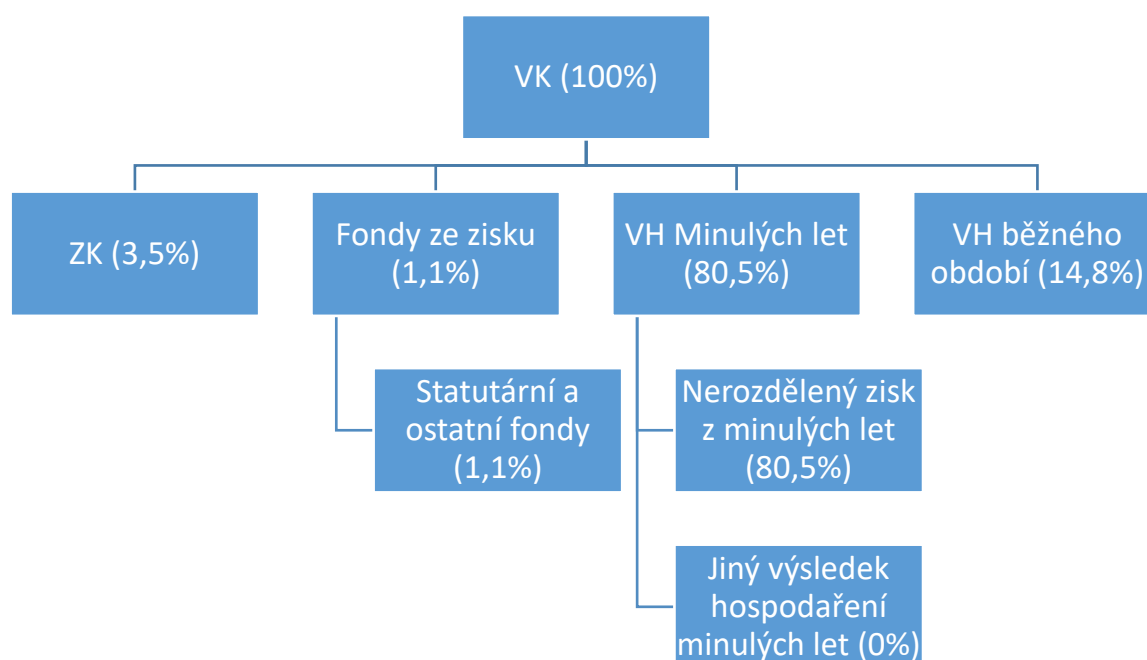 VK (100%)
ZK (3,5%)
Fondy ze zisku
(1,1%)
VH Minulých let
(80,5%)
VH běžného
období (14,8%)
Statutární a
ostatní fondy
(1,1%)
Nerozdělený zisk
z minulých let
(80,5%)
Jiný výsledek
hospodaření
minulých let (0%)